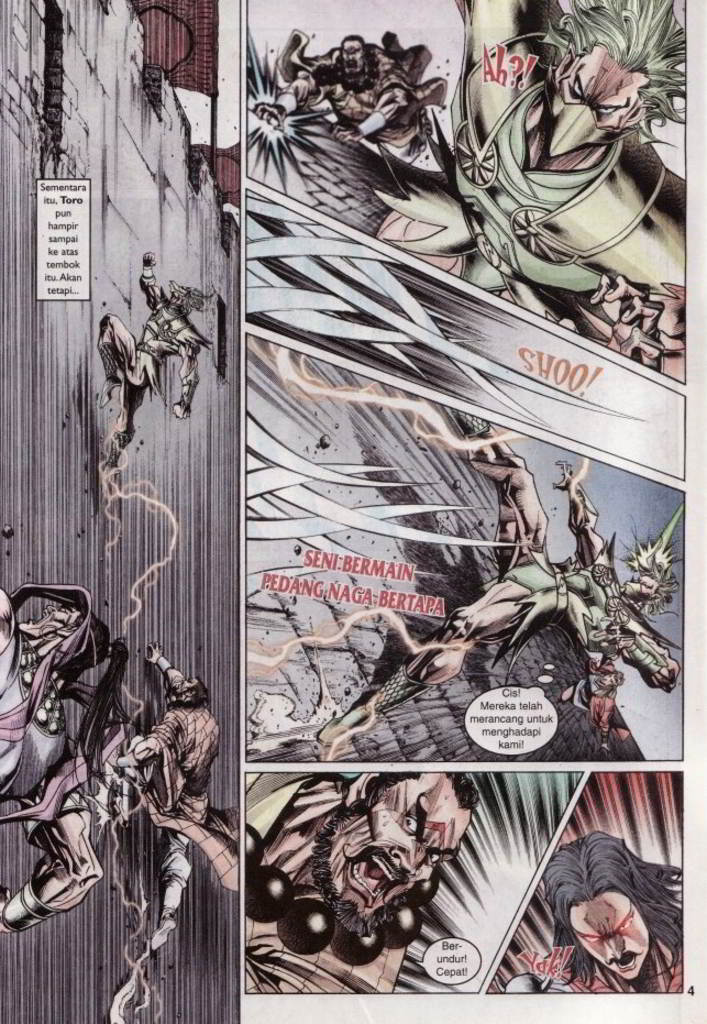 Sementara
itu, Toro
pun
hampir
sampai
ke atas
tembok
itu. Akan
tetapi...
Ah?!
SHOO!
SENI BERMAIN
PEDANG NAGA BERTAPA
Cis!
Mereka telah
merancang untuk
menghadapi
kami!
Ber-
undur!
Cepat!
Yak!
4